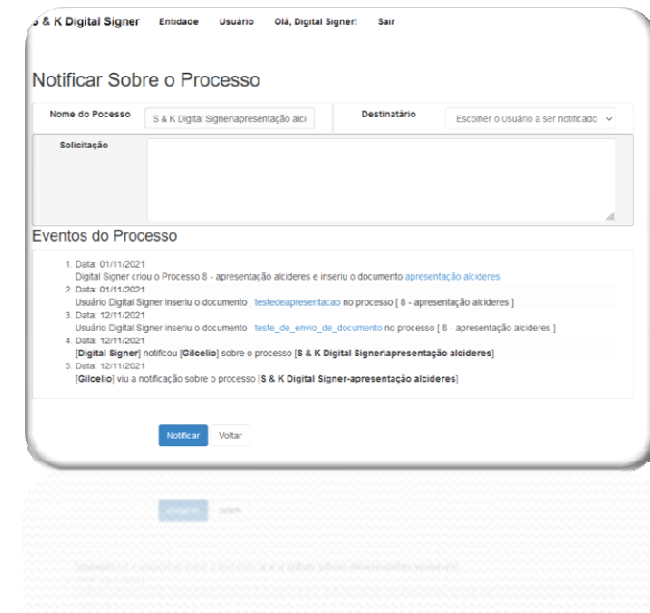 S & K Digital Signer Entidade Usuário Olá, Digital Signer! Sair
Notificar Sobre o Processo
Nome do Pocesso S & K Digital Signer\apresentação alci Destinatário Escolher o Usuário a ser notificado
Solicitação
Eventos do Processo
1. Data: 01/11/2021
Digital Signer criou o Processo 8 - apresentação alcideres e inseriu o documento apresentação alcideres
2. Data: 01/11/2021
Usuário Digital Signer inseriu o documento testedeapresentacao no processo [ 8 - apresentação alcideres ]
3. Data: 12/11/2021
Usuário Digital Signer inseriu o documento teste_de_envio_de_documento no processo [ 8 - apresentação alcideres ]
4. Data: 12/11/2021
[Digital Signer] notificou [Gilcelio] sobre o processo [S & K Digital Signer\apresentação alcideres]
5. Data: 12/11/2021
[Gilcelio] viu a notificação sobre o processo [S & K Digital Signer-apresentação alcideres]
Notificar Voltar